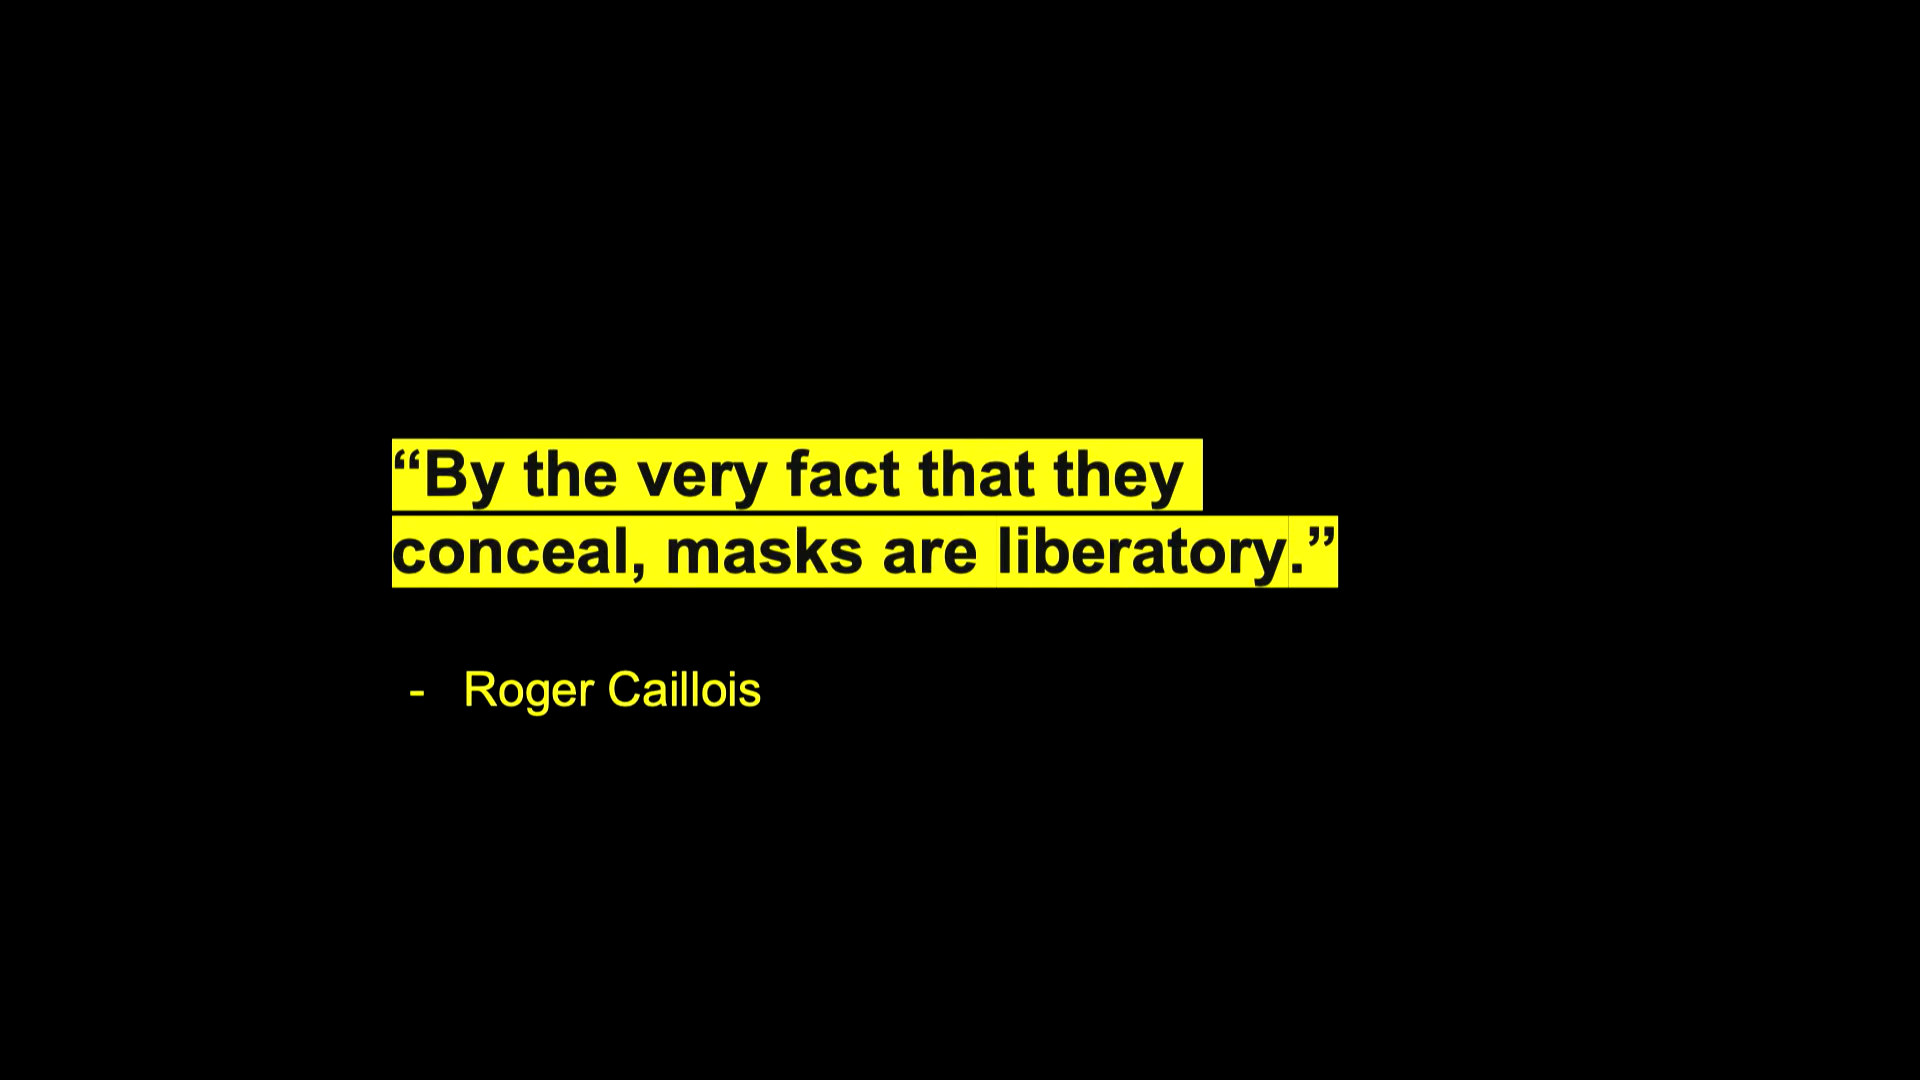 “By the very fact that they
conceal, masks are liberatory.”
- Roger Caillois